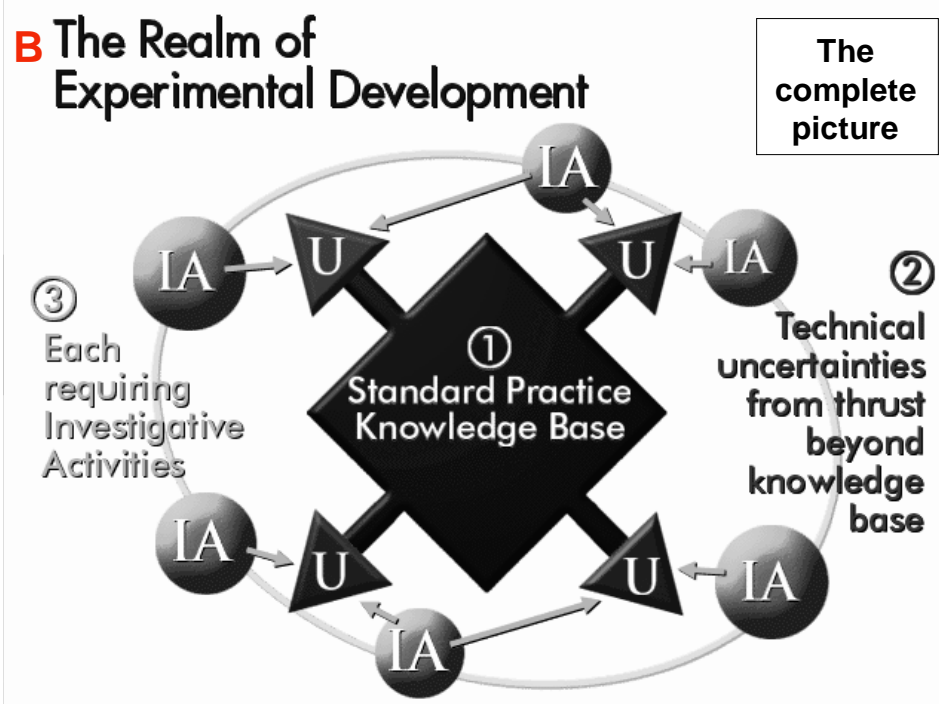 B The Realm of
Experimental Development
The
complete
picture
IA
IA
U
U
IA
③
Each
requiring
Investigative
Activities
①
Standard Practice
Knowledge Base
②
Technical
uncertainties
from thrust
beyond
knowledge
base
IA
U
U
IA
IA